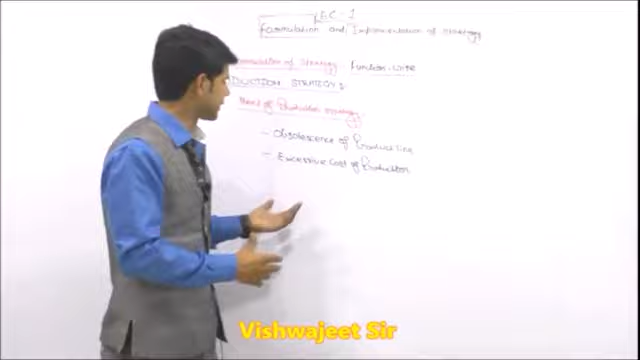 LEC-1
Formulation and Implementation of Strategy
Formulation of Strategy Function-wise
PRODUCTION STRATEGY:
Need of Production Strategy
- Obsolescence of Product Line
- Excessive Cost of Production
Vishwajeet Sir